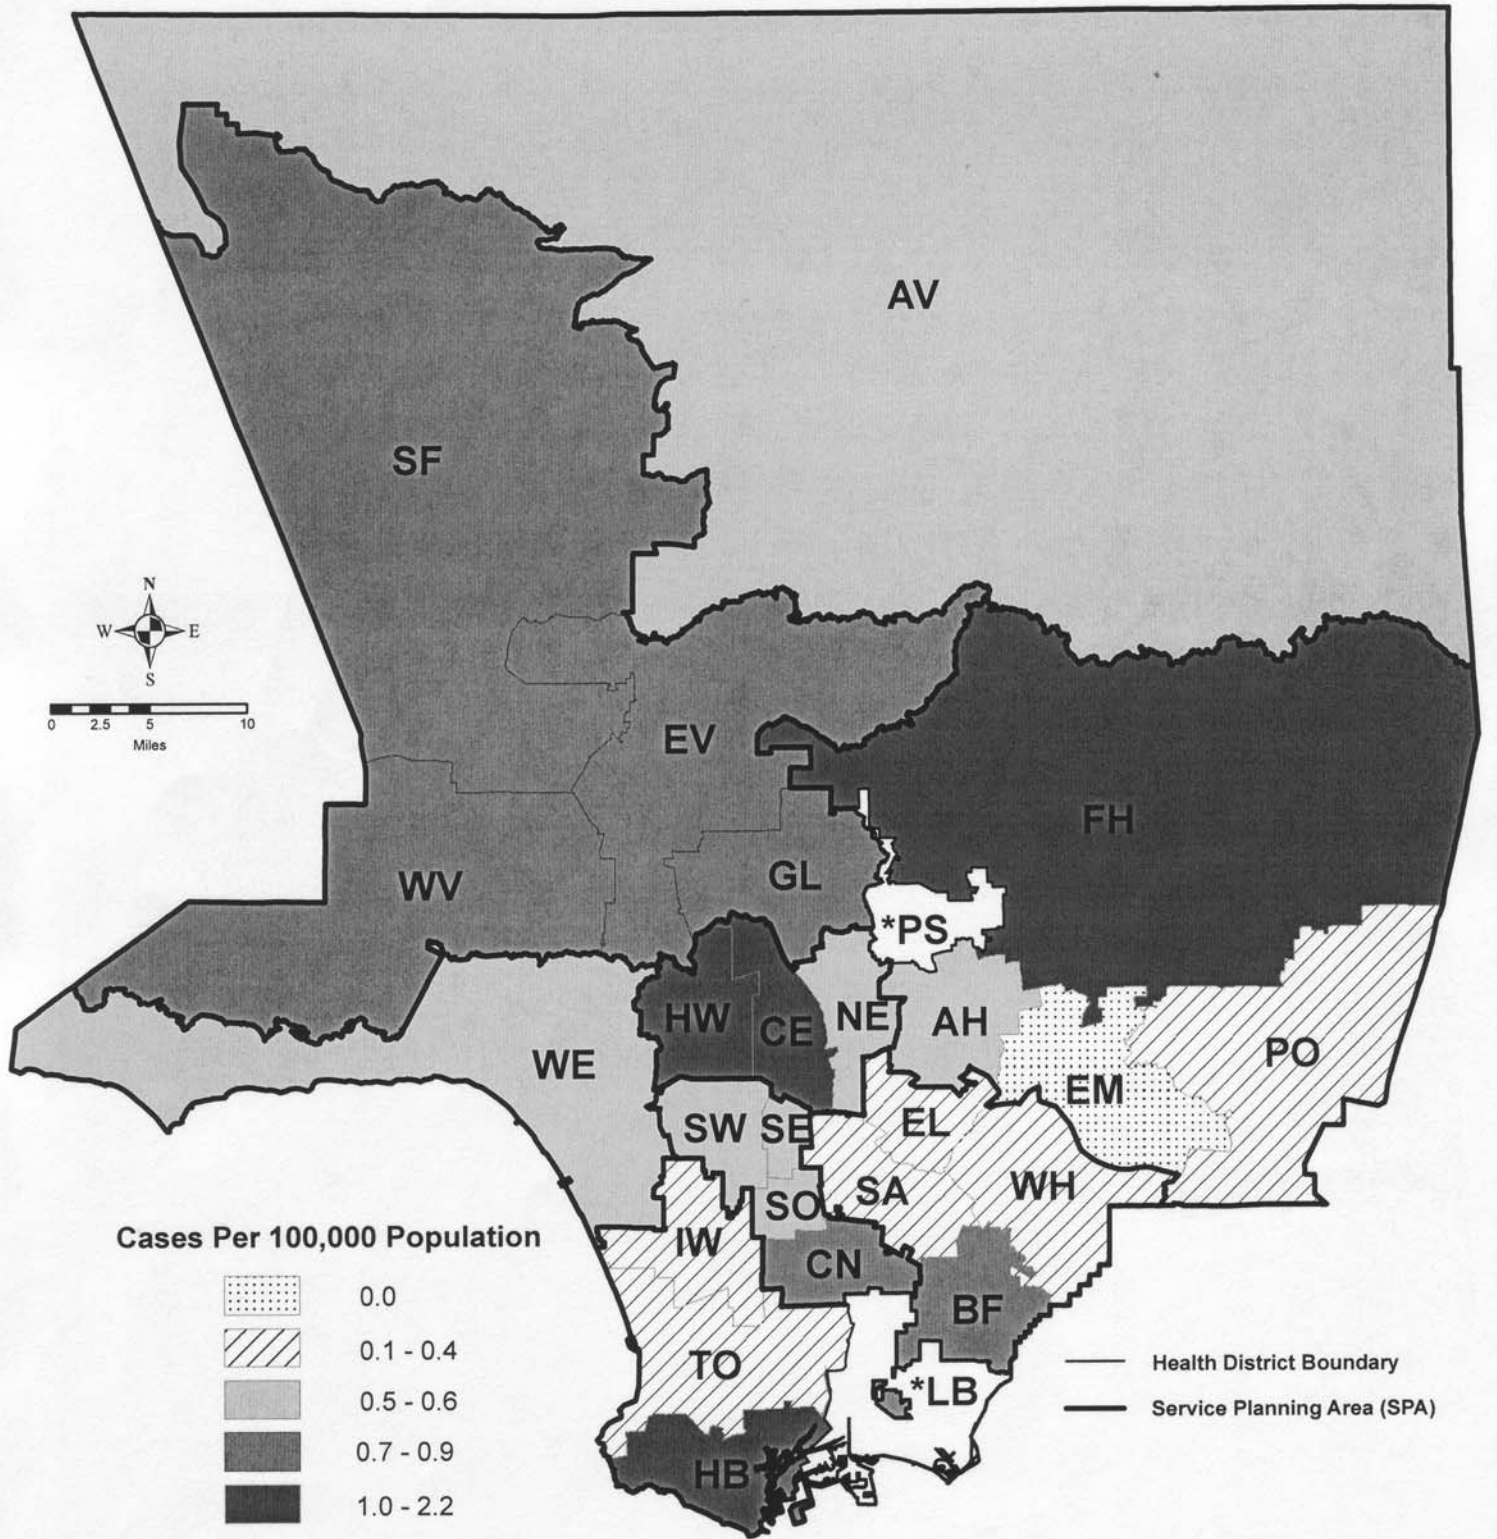 AV
SF
N
W E
S
0 2.5 5 10
Miles
EV
FH
WV
GL
*PS
HW
CE
NE
AH
WE
PO
EM
SW
SE
EL
SA
WH
SO
IW
CN
BF
TO
*LB
HB
Cases Per 100,000 Population
0.0
0.1 - 0.4
0.5 - 0.6
0.7 - 0.9
1.0 - 2.2
Health District Boundary
Service Planning Area (SPA)